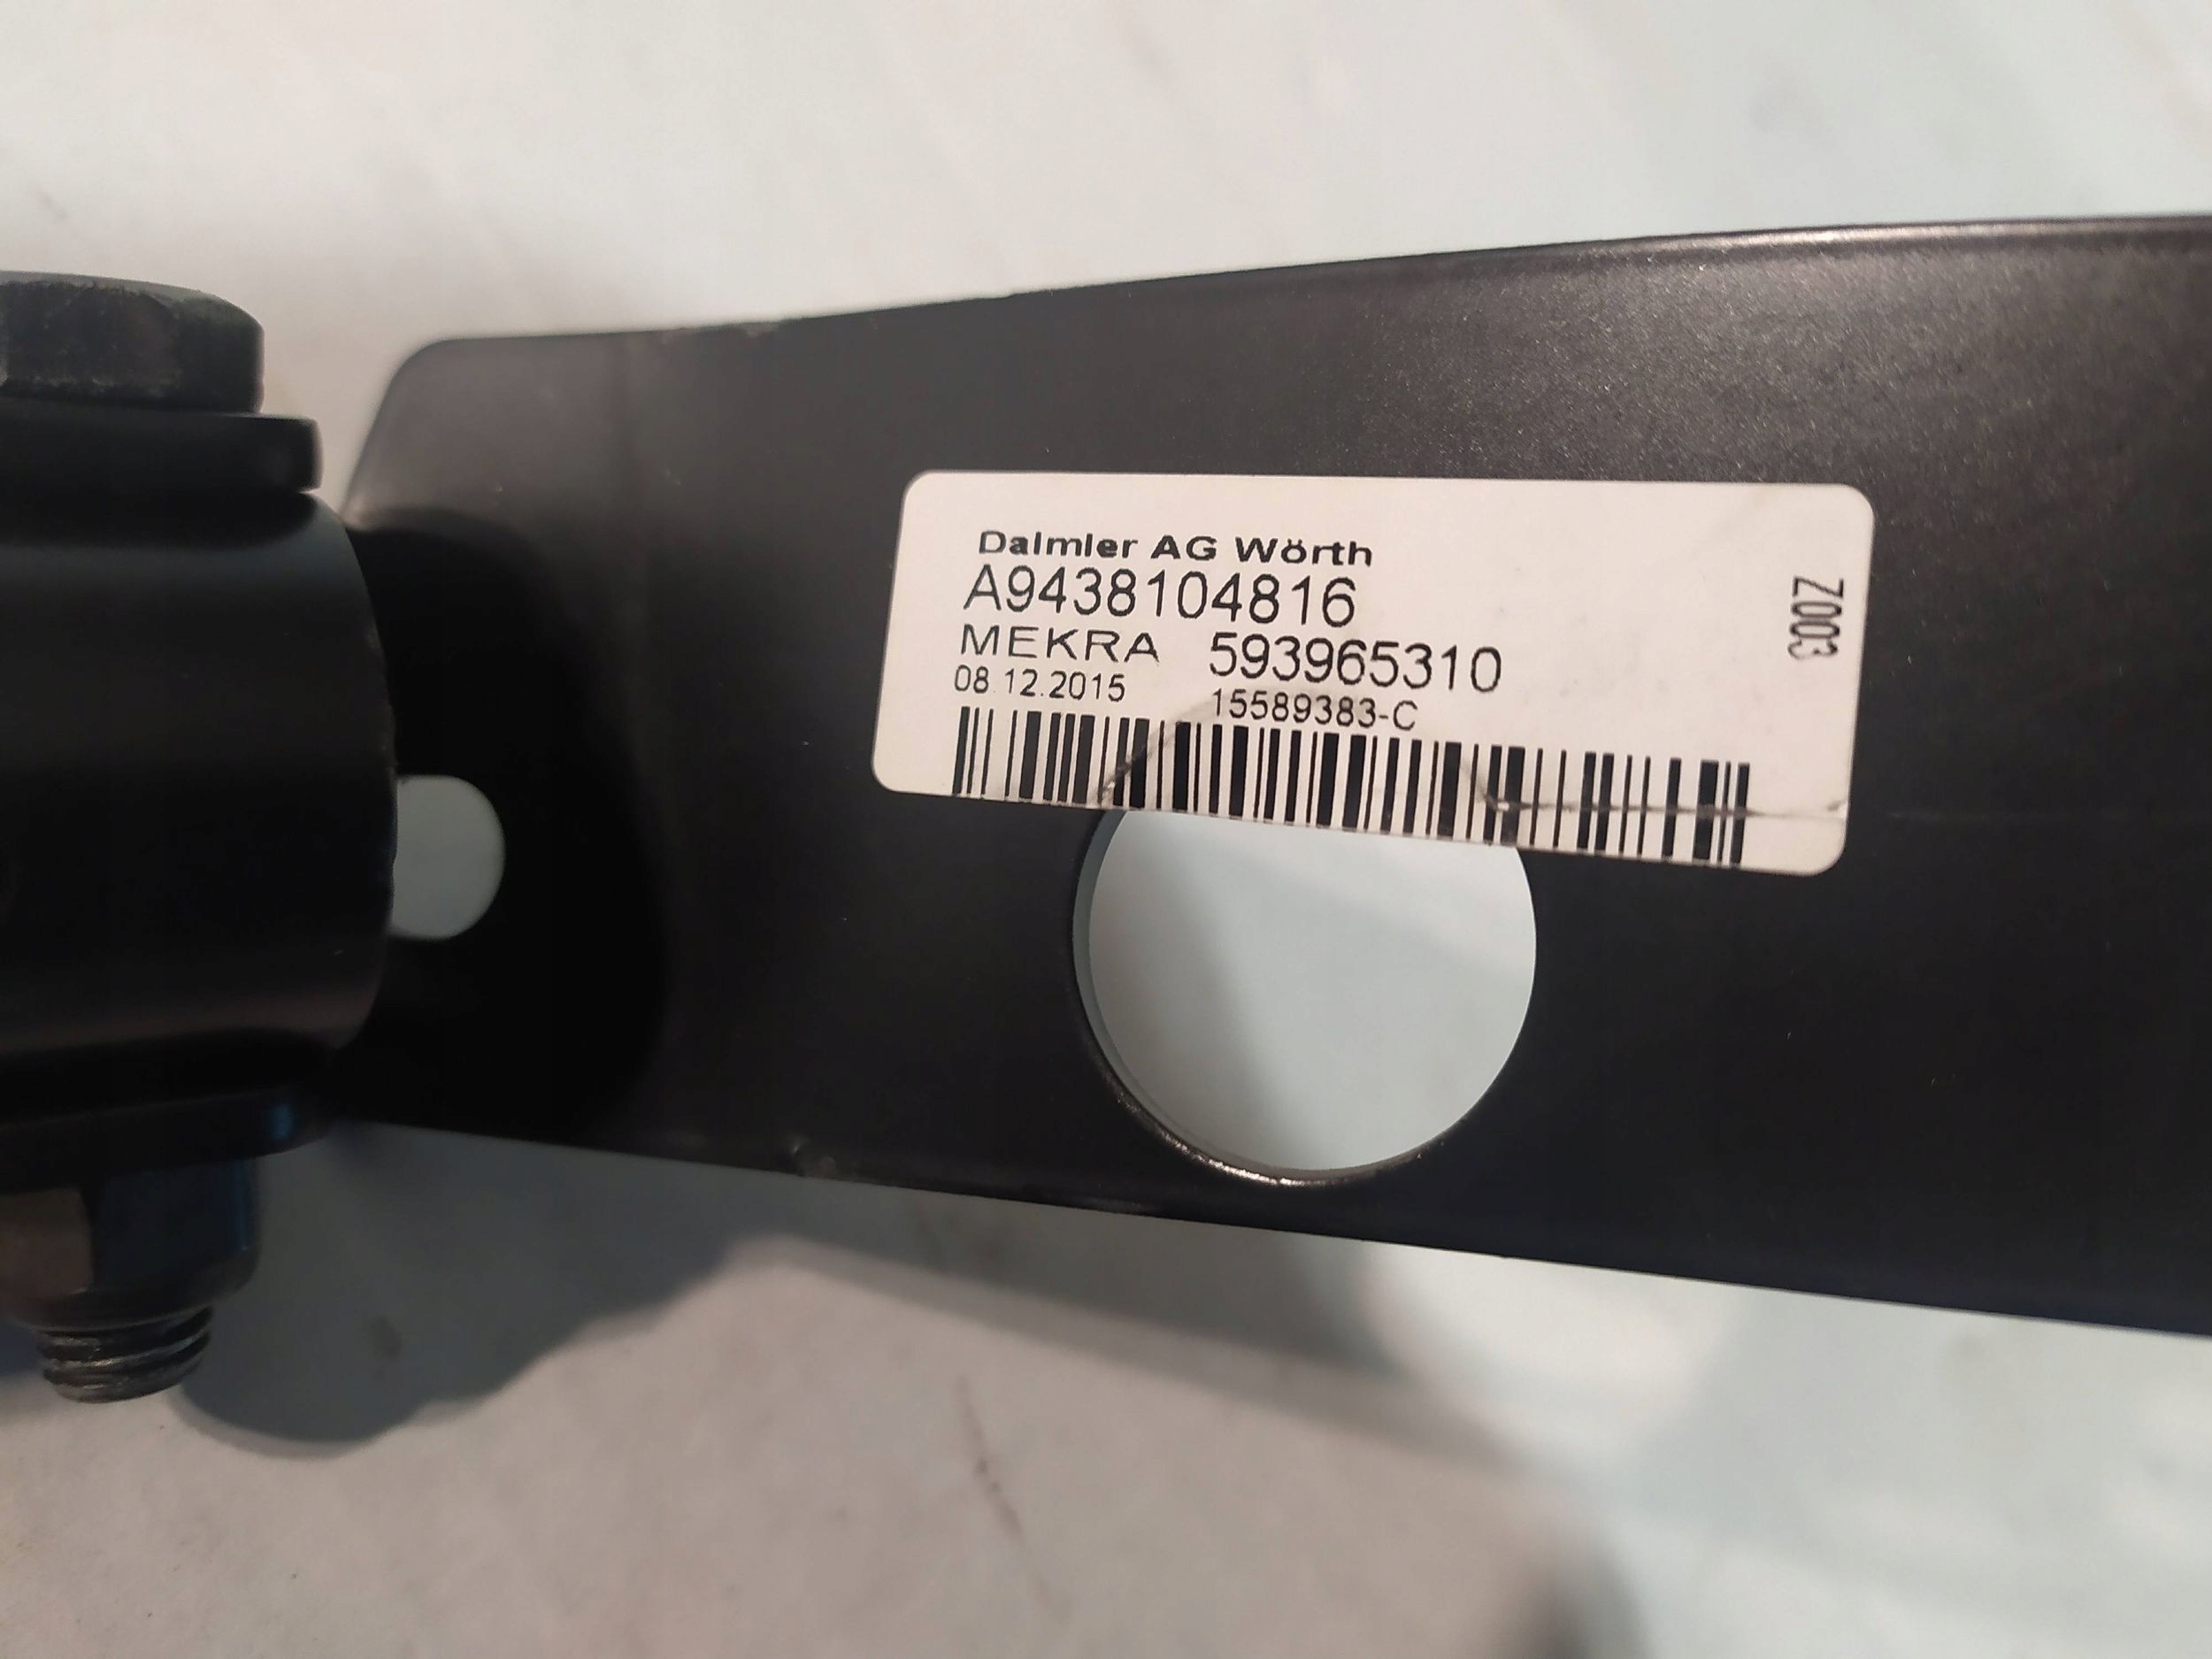 Daimler AG Wörth
A9438104816
MEKRA 593965310
08.12.2015 15589383-C
Z003